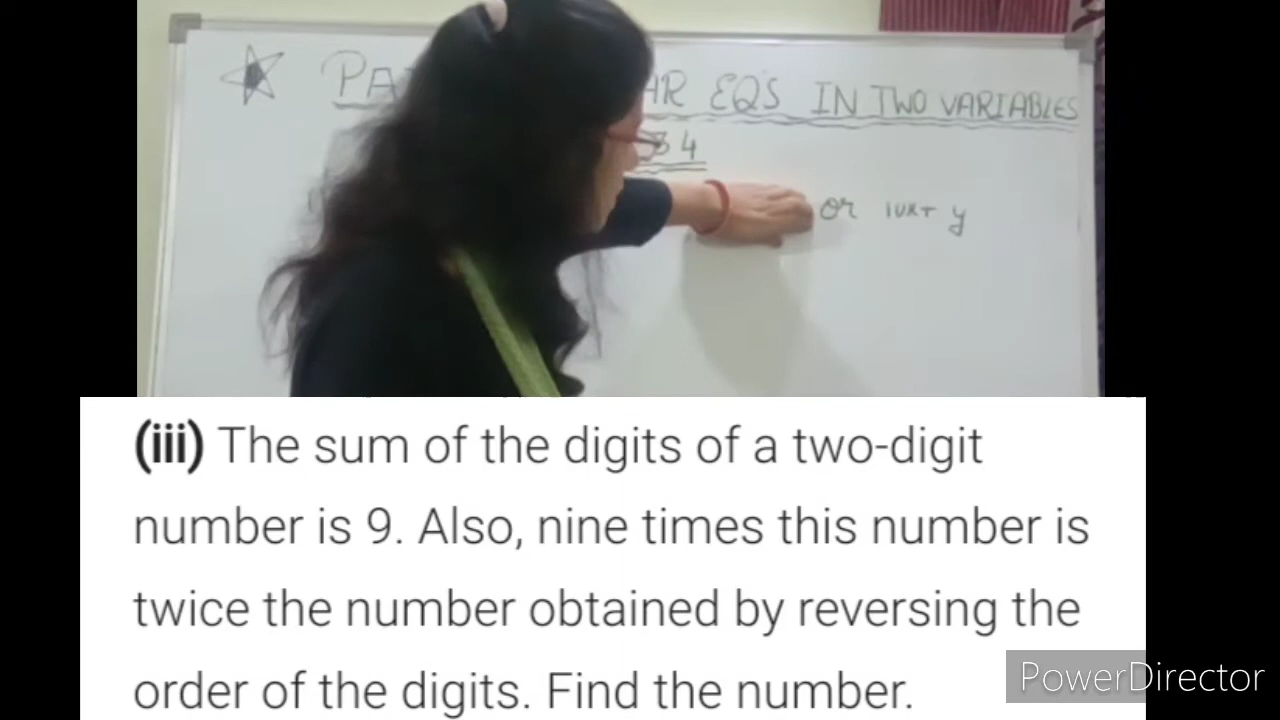 PA AR EQ'S IN TWO VARIABLES
3 4
or 10x+ y
(iii) The sum of the digits of a two-digit
number is 9. Also, nine times this number is
twice the number obtained by reversing the
order of the digits. Find the number.
PowerDirector